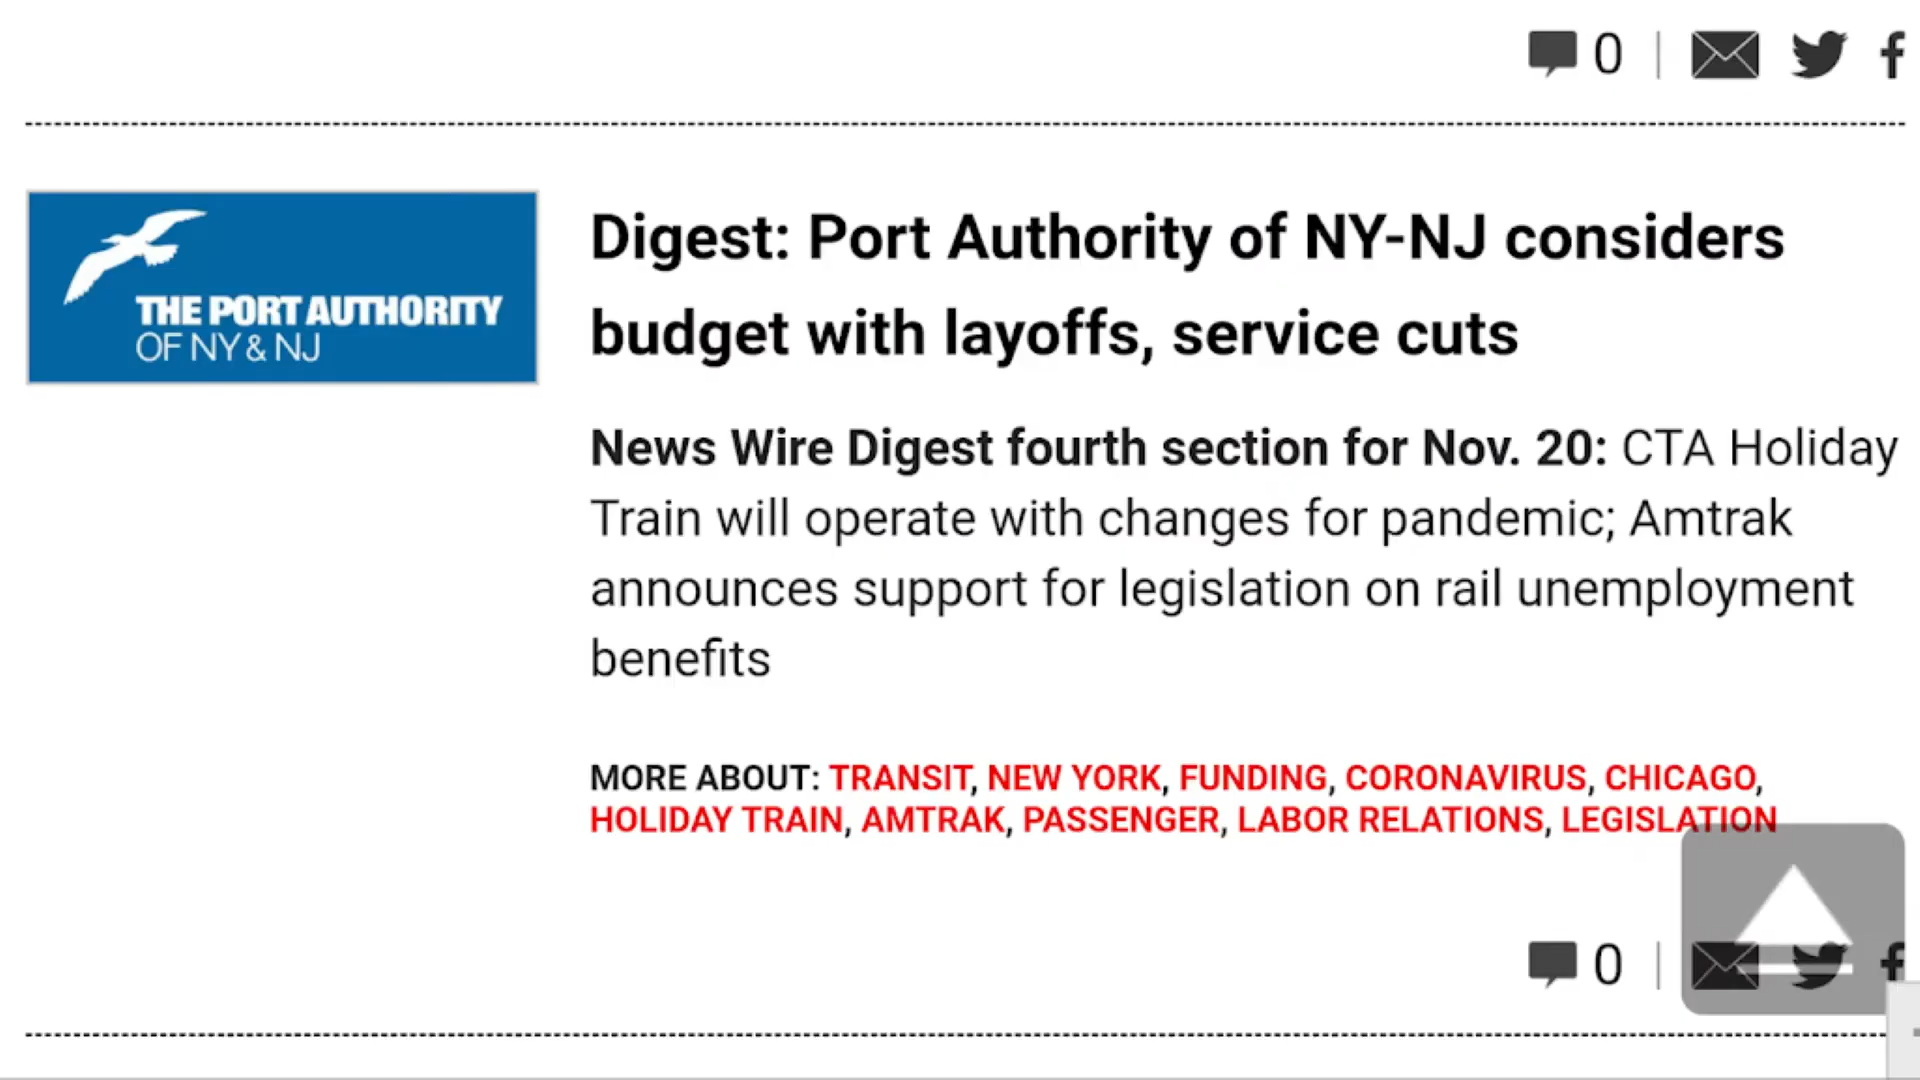 0
THE PORT AUTHORITY
OF NY & NJ
Digest: Port Authority of NY-NJ considers
budget with layoffs, service cuts
News Wire Digest fourth section for Nov. 20: CTA Holiday
Train will operate with changes for pandemic; Amtrak
announces support for legislation on rail unemployment
benefits
MORE ABOUT: TRANSIT, NEW YORK, FUNDING, CORONAVIRUS, CHICAGO,
HOLIDAY TRAIN, AMTRAK, PASSENGER, LABOR RELATIONS, LEGISLATION
0